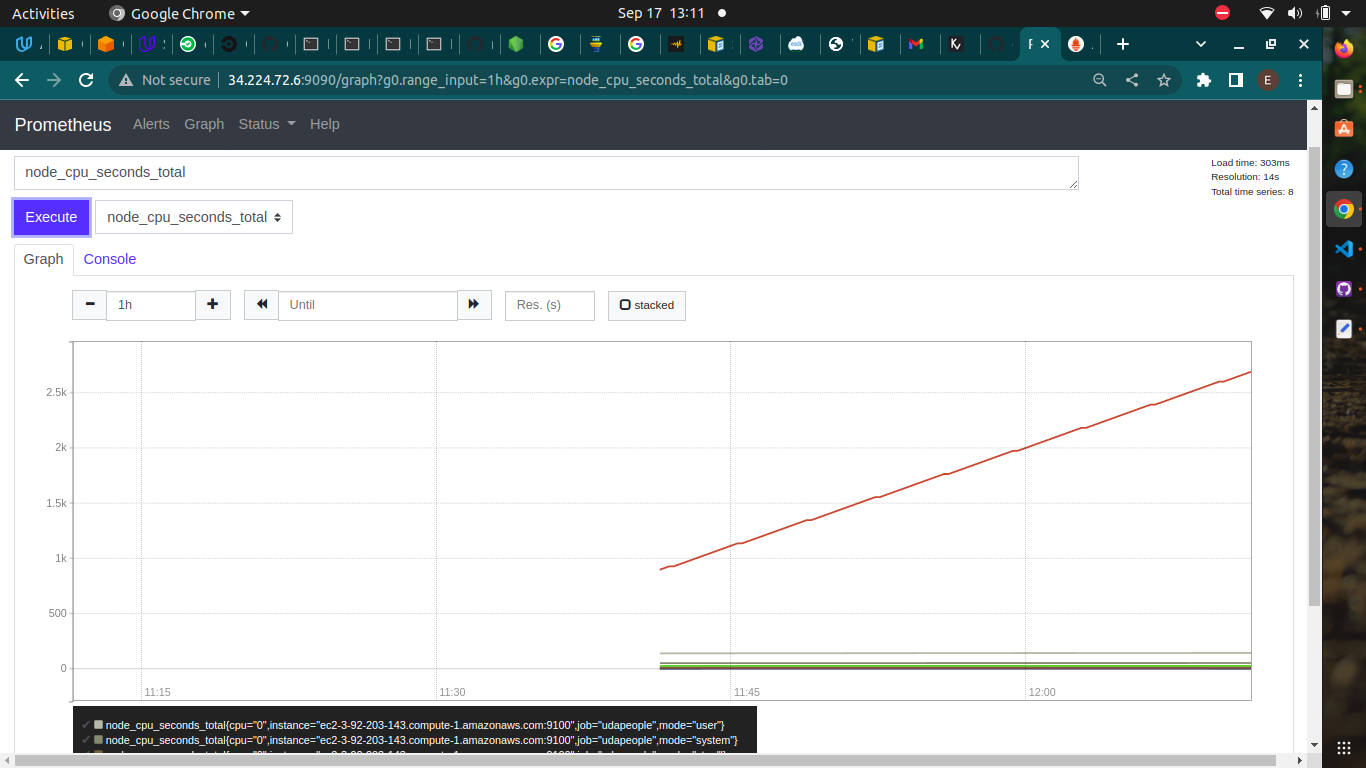 Activities Google Chrome Sep 17 13:11
Not secure 34.224.72.6:9090/graph?g0.range_input=1h&g0.expr=node_cpu_seconds_total&g0.tab=0 E
Prometheus Alerts Graph Status Help
node_cpu_seconds_total
Load time: 303ms
Resolution: 14s
Total time series: 8
Execute node_cpu_seconds_total
Graph Console
1h Until Res. (s) stacked
2.5k
2k
1.5k
1k
500
0
11:15 11:30 11:45 12:00
node_cpu_seconds_total{cpu="0",instance="ec2-3-92-203-143.compute-1.amazonaws.com:9100",job="udapeople",mode="user"}
node_cpu_seconds_total{cpu="0",instance="ec2-3-92-203-143.compute-1.amazonaws.com:9100",job="udapeople",mode="system"}